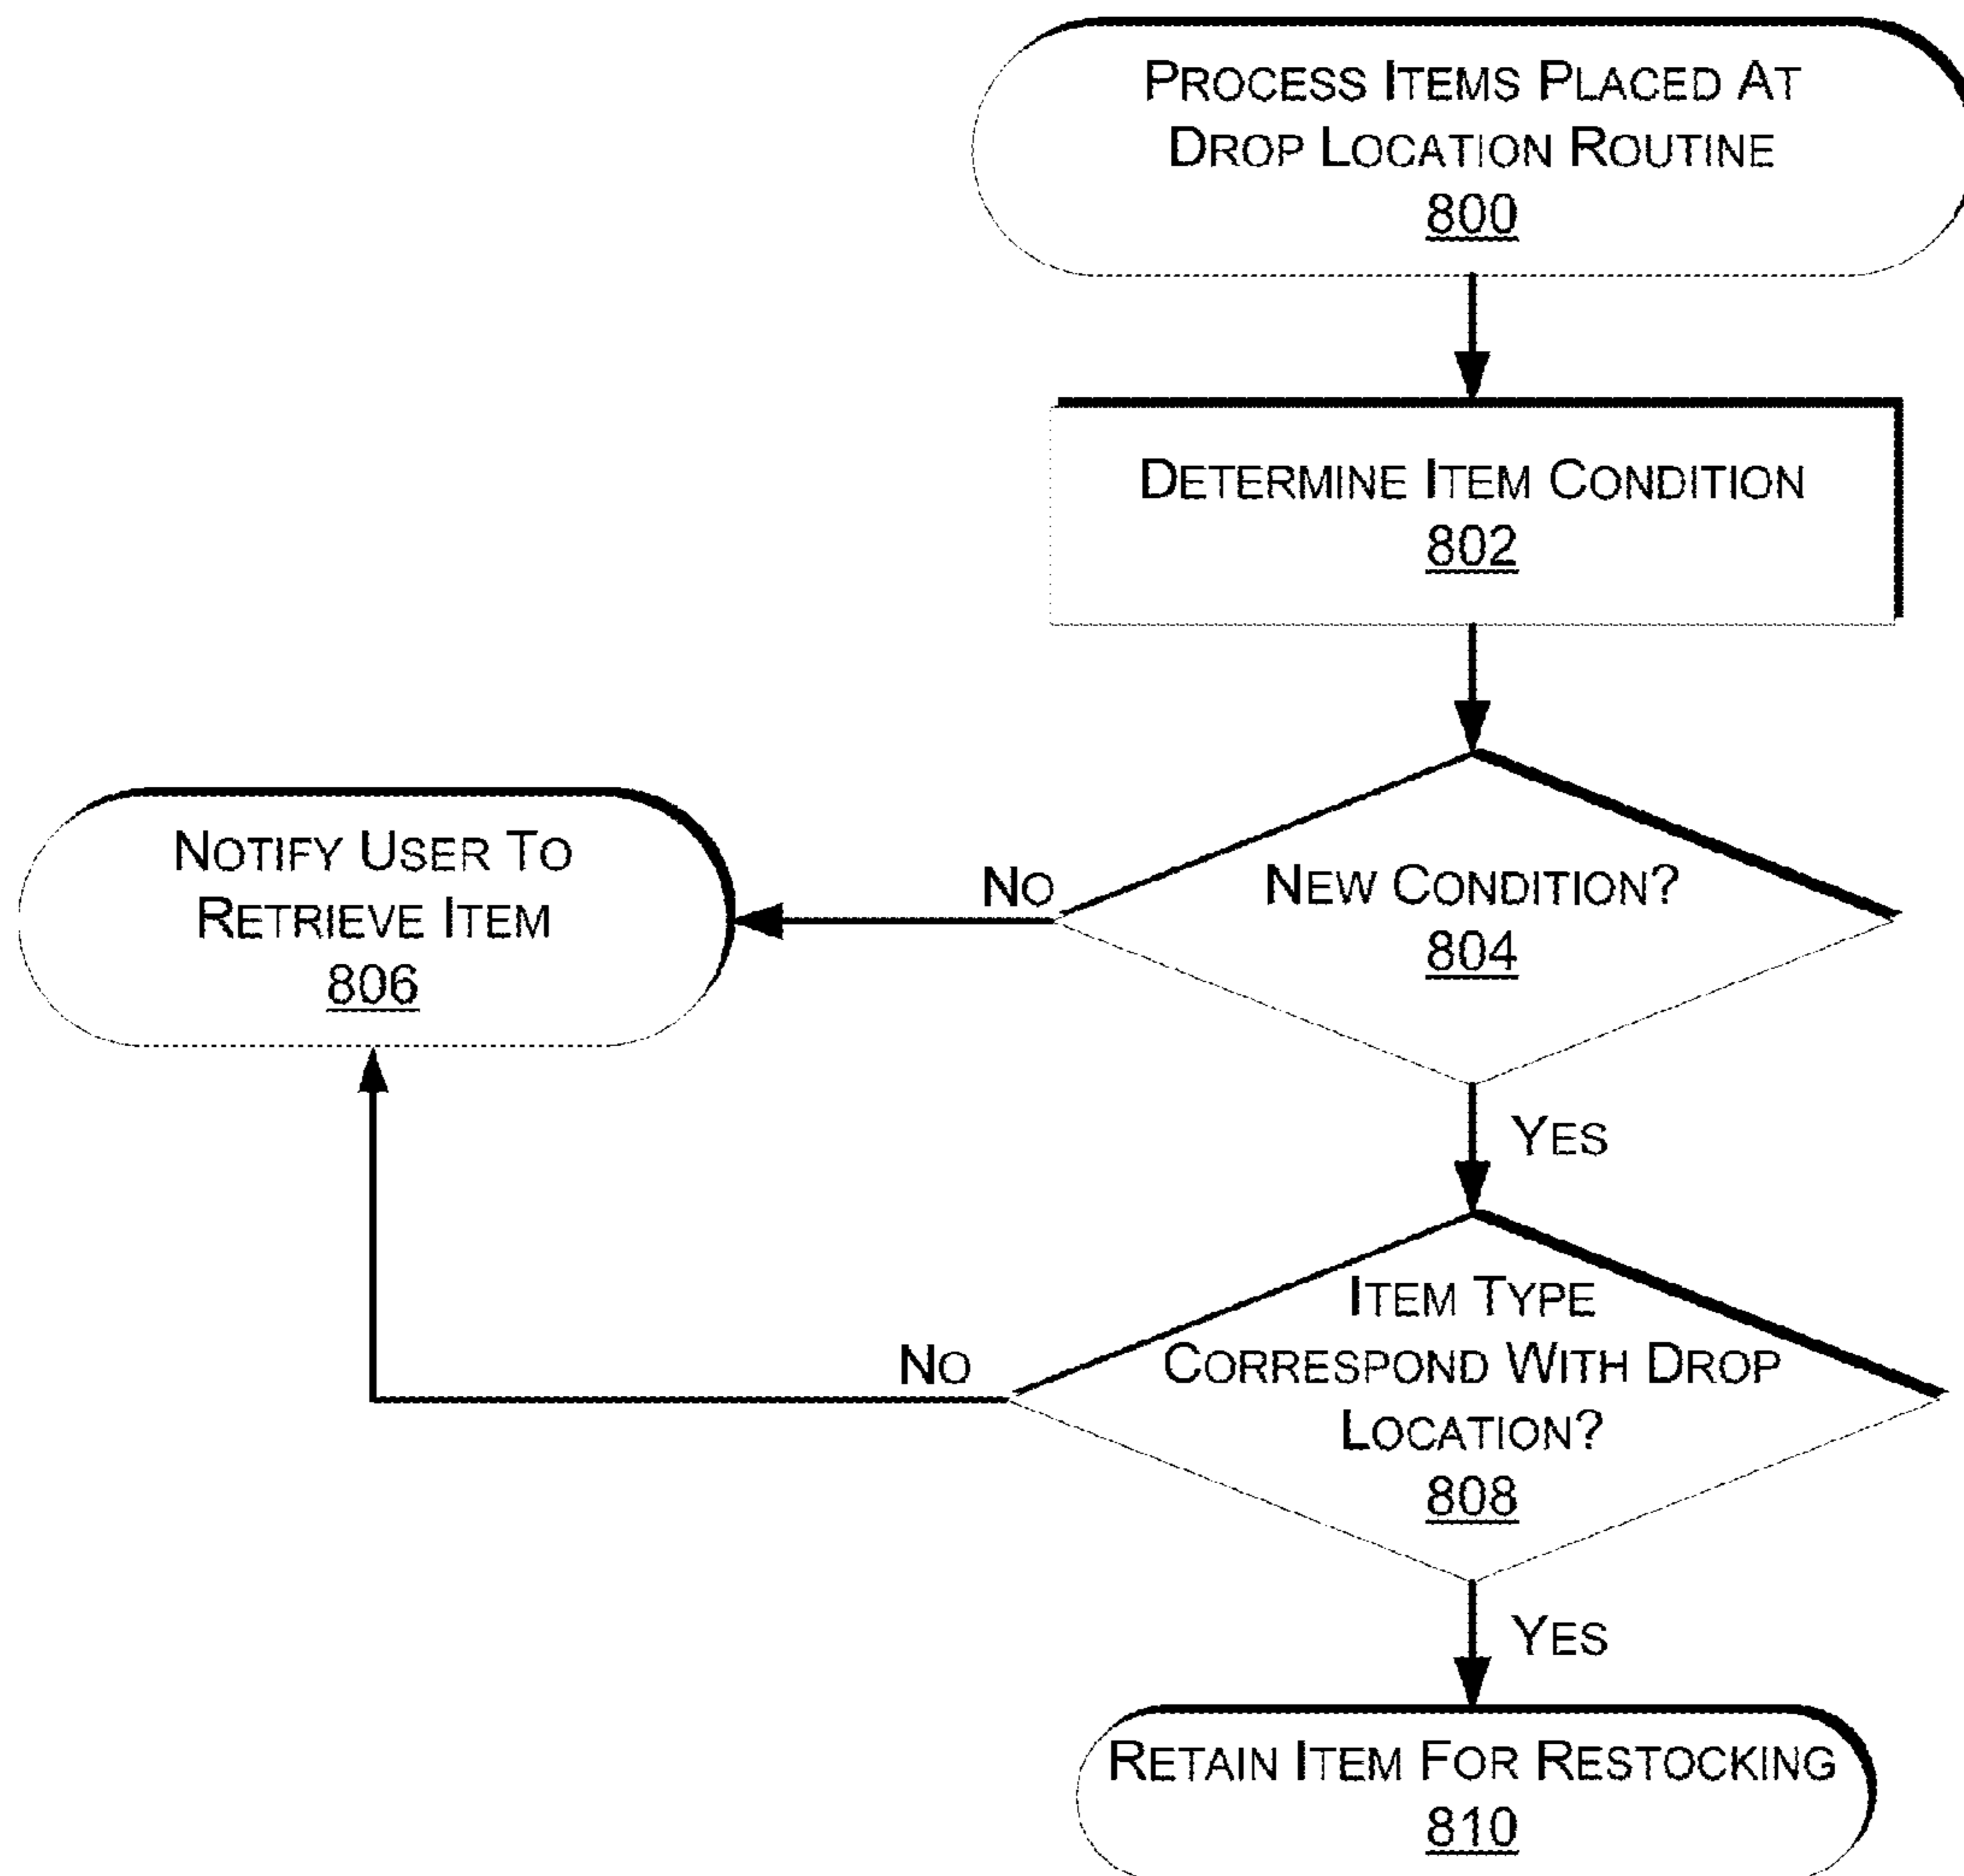 PROCESS ITEMS PLACED AT
DROP LOCATION ROUTINE
800
DETERMINE ITEM CONDITION
802
NOTIFY USER TO
RETRIEVE ITEM
806
NO
NEW CONDITION?
804
YES
NO
ITEM TYPE
CORRESPOND WITH DROP
LOCATION?
808
YES
RETAIN ITEM FOR RESTOCKING
810